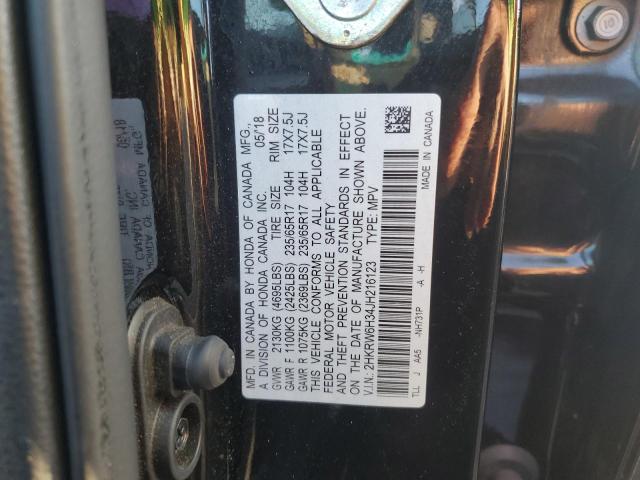 MFD. IN CANADA BY HONDA OF CANADA MFG.,
A DIVISION OF HONDA CANADA INC. 05/18
GVWR 2130KG (4695LBS) TIRE SIZE RIM SIZE
GAWR F 1100KG (2425LBS) 235/65R17 104H 17X7.5J
GAWR R 1075KG (2369LBS) 235/65R17 104H 17X7.5J
THIS VEHICLE CONFORMS TO ALL APPLICABLE
FEDERAL MOTOR VEHICLE SAFETY
AND THEFT PREVENTION STANDARDS IN EFFECT
ON THE DATE OF MANUFACTURE SHOWN ABOVE.
V.I.N.: 2HKRW6H34JH216123 TYPE: MPV
TLL J AA5 -NH731P -A -H MADE IN CANADA